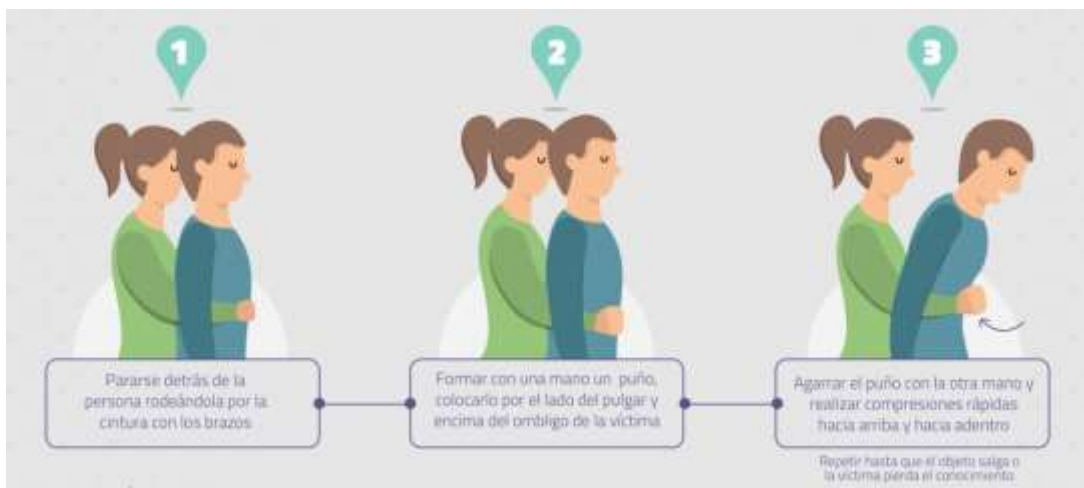 1
Pararse detrás de la
persona rodeándola por la
cintura con los brazos
2
Formar con una mano un puño,
colocarlo por el lado del pulgar y
encima del ombligo de la víctima
3
Agarrar el puño con la otra mano y
realizar compresiones rápidas
hacia arriba y hacia adentro
Repetir hasta que el objeto salga o
la víctima pierda el conocimiento